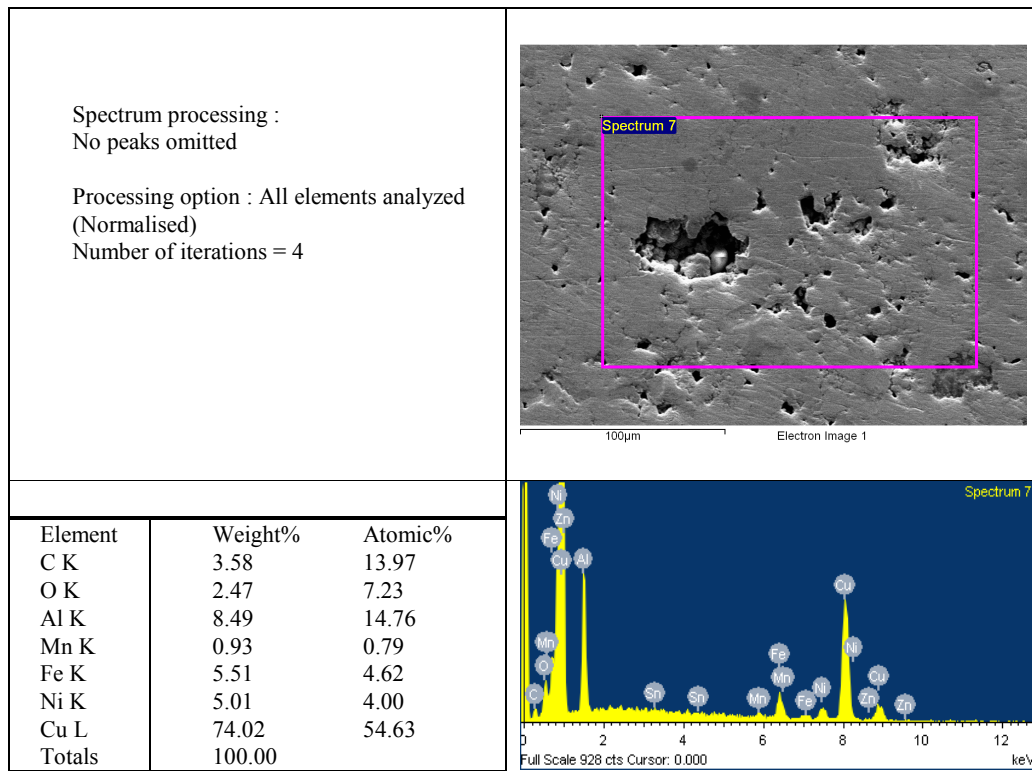 Spectrum processing :
No peaks omitted
Processing option : All elements analyzed
(Normalised)
Number of iterations = 4
Spectrum 7
100µm
Electron Image 1
Element Weight% Atomic%
C K 3.58 13.97
O K 2.47 7.23
Al K 8.49 14.76
Mn K 0.93 0.79
Fe K 5.51 4.62
Ni K 5.01 4.00
Cu L 74.02 54.63
Totals 100.00
Spectrum 7
Ni
Zn
Fe
Cu
Al
Mn
O
C
Sn
Sn
Mn
Fe
Mn
Fe
Ni
Cu
Ni
Zn
Cu
Zn
0 2 4 6 8 10 12
Full Scale 928 cts Cursor: 0.000